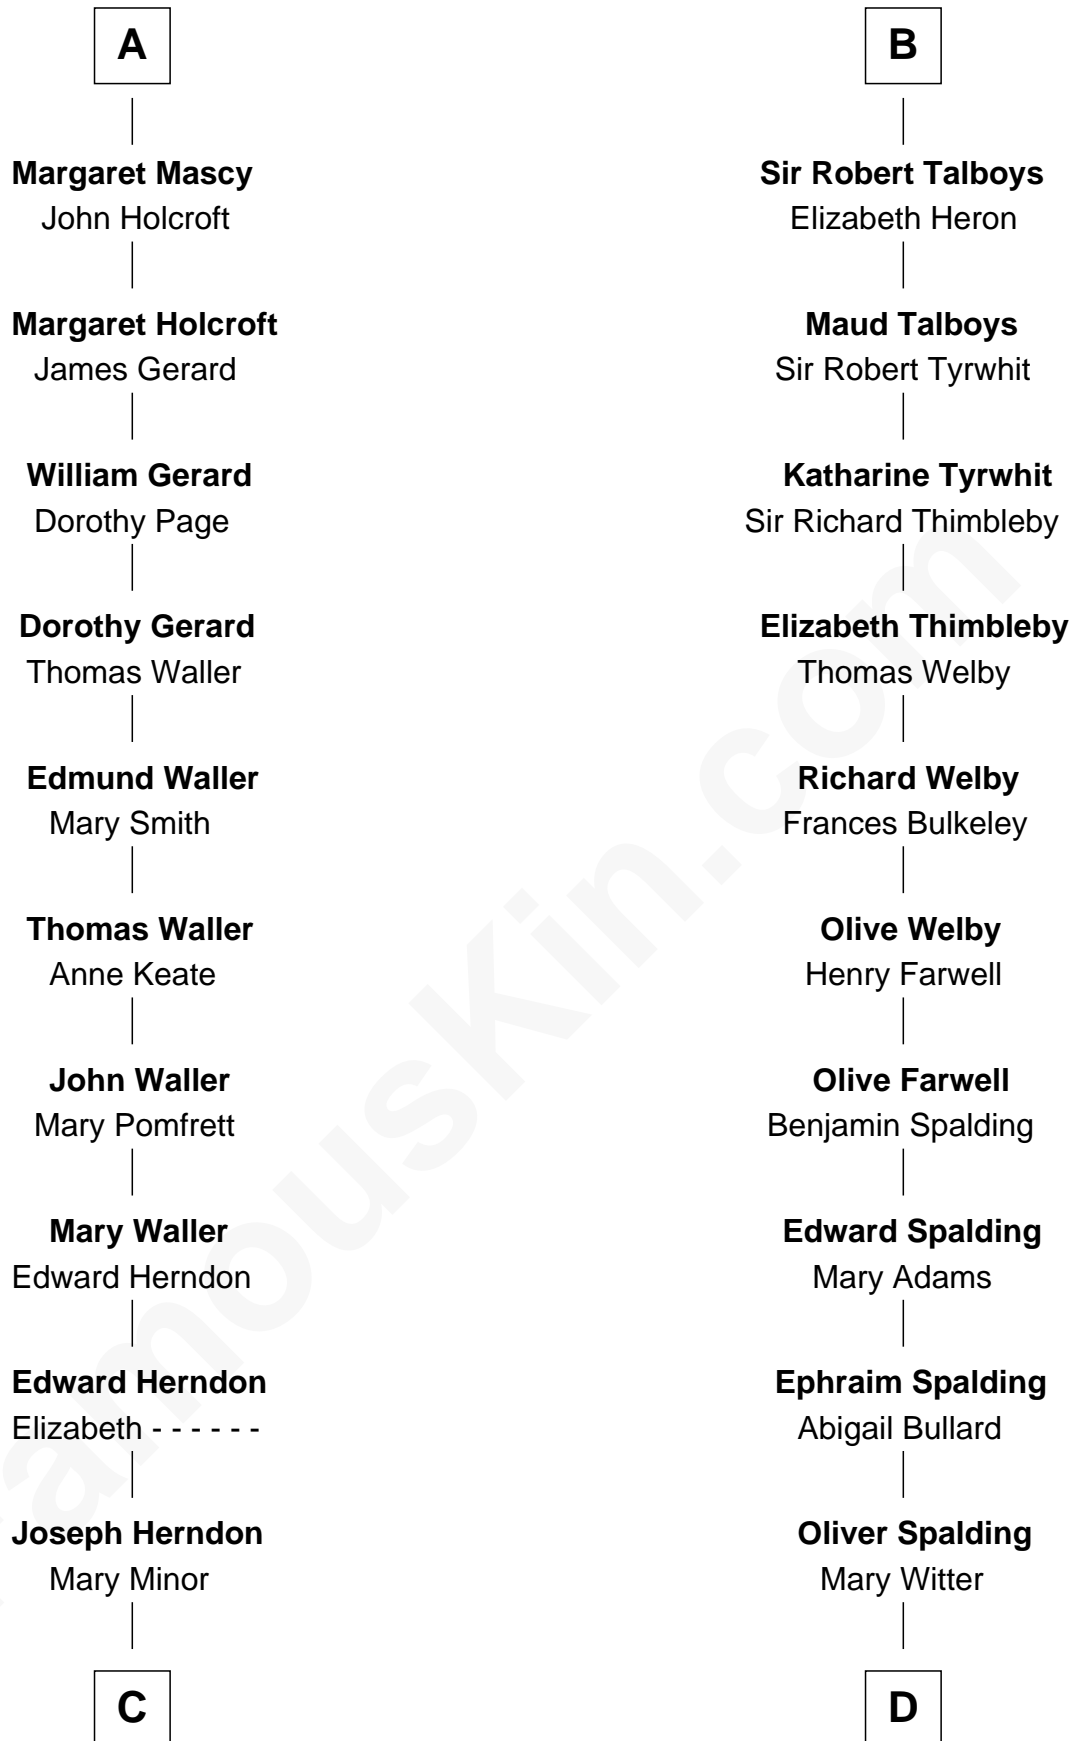 A
Margaret Mascy
John Holcroft
Margaret Holcroft
James Gerard
William Gerard
Dorothy Page
Dorothy Gerard
Thomas Waller
Edmund Waller
Mary Smith
Thomas Waller
Anne Keate
John Waller
Mary Pomfrett
Mary Waller
Edward Herndon
Edward Herndon
Elizabeth - - - - - -
Joseph Herndon
Mary Minor
C
B
Sir Robert Talboys
Elizabeth Heron
Maud Talboys
Sir Robert Tyrwhit
Katharine Tyrwhit
Sir Richard Thimbleby
Elizabeth Thimbleby
Thomas Welby
Richard Welby
Frances Bulkeley
Olive Welby
Henry Farwell
Olive Farwell
Benjamin Spalding
Edward Spalding
Mary Adams
Ephraim Spalding
Abigail Bullard
Oliver Spalding
Mary Witter
D
famouskin.com